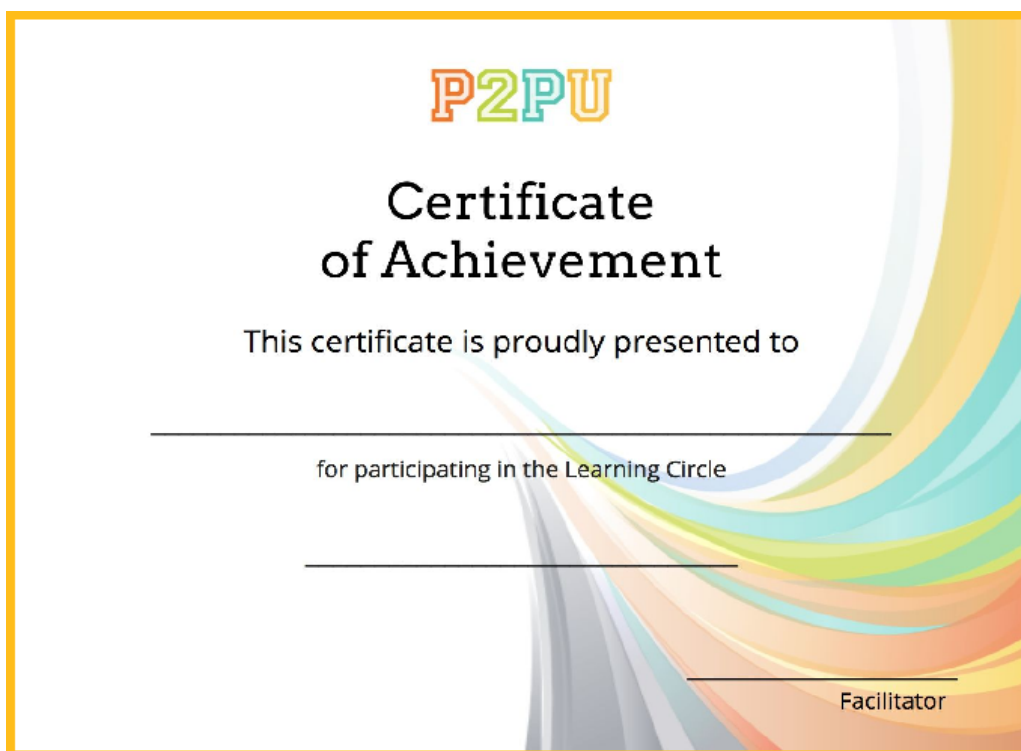 P2PU
Certificate
of Achievement
This certificate is proudly presented to
for participating in the Learning Circle
Facilitator